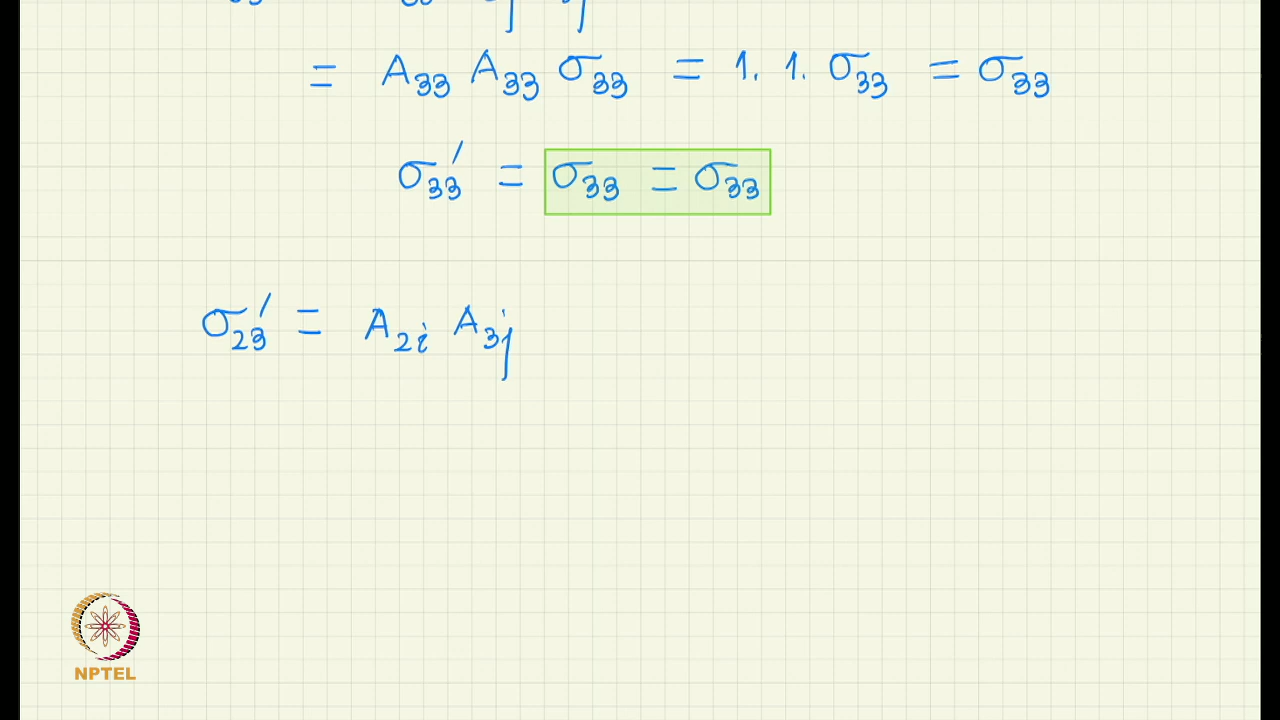 = A₃₃ A₃₃ σ₃₃ = 1. 1. σ₃₃ = σ₃₃
σ₃₃′ = σ₃₃ = σ₃₃
σ₂₃′ = A₂ᵢ A₃ⱼ
NPTEL